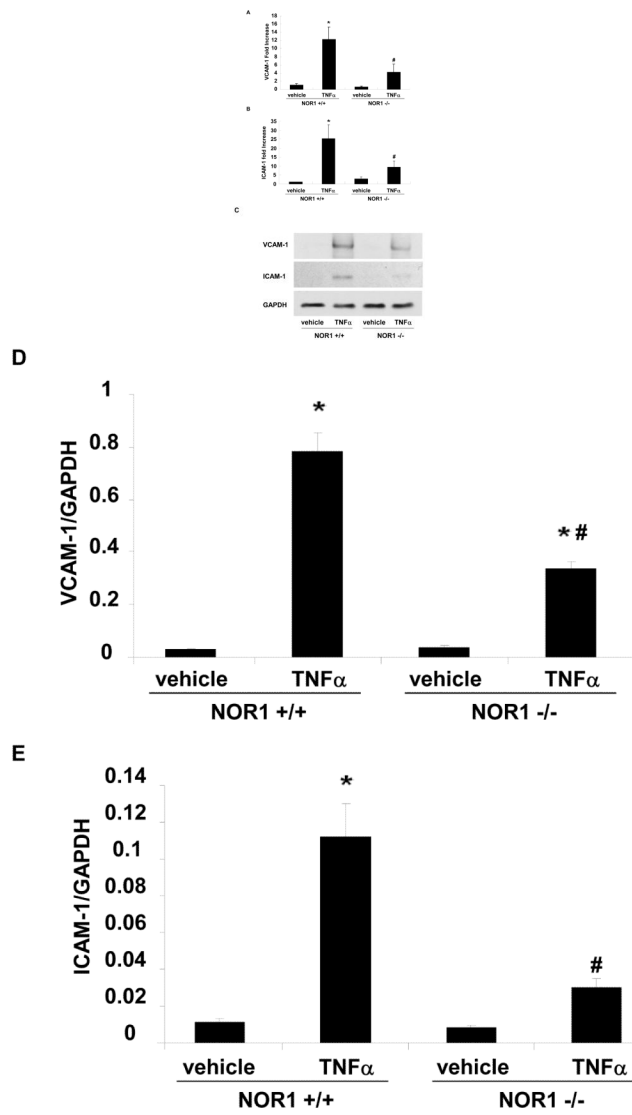 A
VCAM-1 Fold Increase
18
16
14
12
10
8
6
4
2
0
*
#
vehicle TNFα vehicle TNFα
NOR1 +/+ NOR1 -/-
B
ICAM-1 fold Increase
35
30
25
20
15
10
5
0
*
#
vehicle TNFα vehicle TNFα
NOR1 +/+ NOR1 -/-
C
VCAM-1
ICAM-1
GAPDH
vehicle TNFα vehicle TNFα
NOR1 +/+ NOR1 -/-
D
VCAM-1/GAPDH
1
0.8
0.6
0.4
0.2
0
*
* #
vehicle TNFα vehicle TNFα
NOR1 +/+ NOR1 -/-
E
ICAM-1/GAPDH
0.14
0.12
0.1
0.08
0.06
0.04
0.02
0
*
#
vehicle TNFα vehicle TNFα
NOR1 +/+ NOR1 -/-